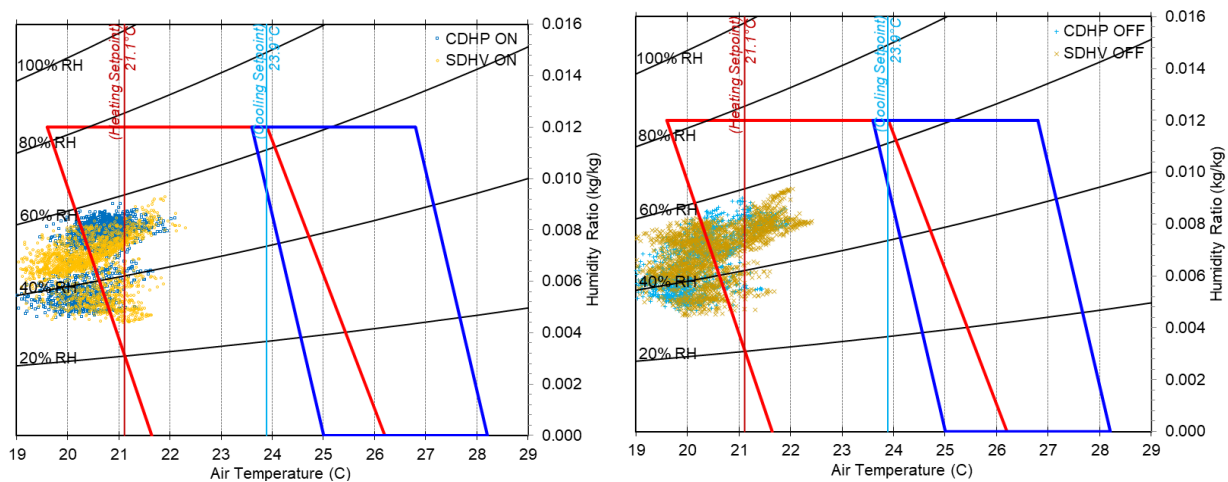 CDHP ON
SDHV ON
100% RH
80% RH
60% RH
40% RH
20% RH
(Heating Setpoint)
21.1°C
(Cooling Setpoint)
23.9°C
0.016
0.014
0.012
0.010
0.008
0.006
0.004
0.002
0.000
Humidity Ratio (kg/kg)
19 20 21 22 23 24 25 26 27 28 29
Air Temperature (C)
CDHP OFF
SDHV OFF
100% RH
80% RH
60% RH
40% RH
20% RH
(Heating Setpoint)
21.1°C
(Cooling Setpoint)
23.9°C
0.016
0.014
0.012
0.010
0.008
0.006
0.004
0.002
0.000
Humidity Ratio (kg/kg)
19 20 21 22 23 24 25 26 27 28 29
Air Temperature (C)